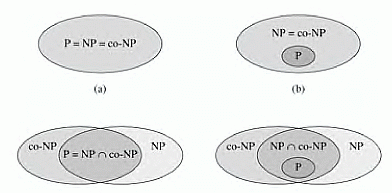 P = NP = co-NP
NP = co-NP
P
(a)
(b)
co-NP
P = NP ∩ co-NP
NP
co-NP
NP ∩ co-NP
NP
P